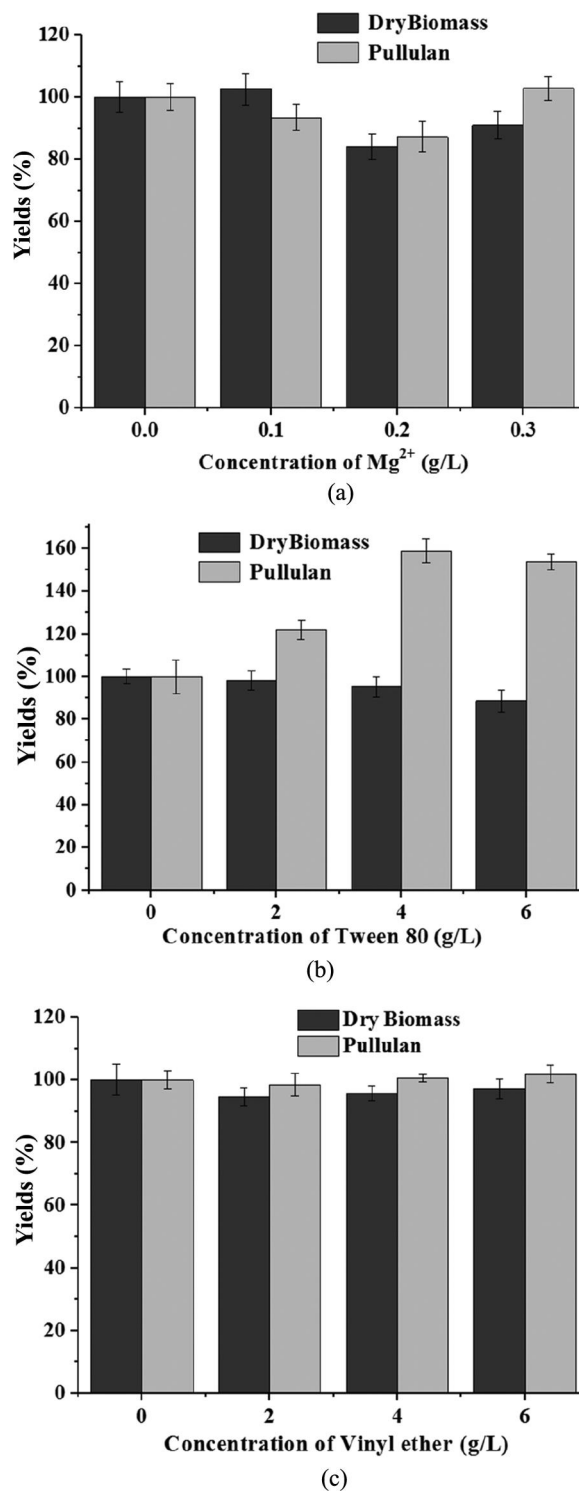 120
100
80
60
40
20
0
Yields (%)
DryBiomass
Pullulan
0.0 0.1 0.2 0.3
Concentration of Mg2+ (g/L)
(a)
160
140
120
100
80
60
40
20
0
Yields (%)
DryBiomass
Pullulan
0 2 4 6
Concentration of Tween 80 (g/L)
(b)
120
100
80
60
40
20
0
Yields (%)
Dry Biomass
Pullulan
0 2 4 6
Concentration of Vinyl ether (g/L)
(c)